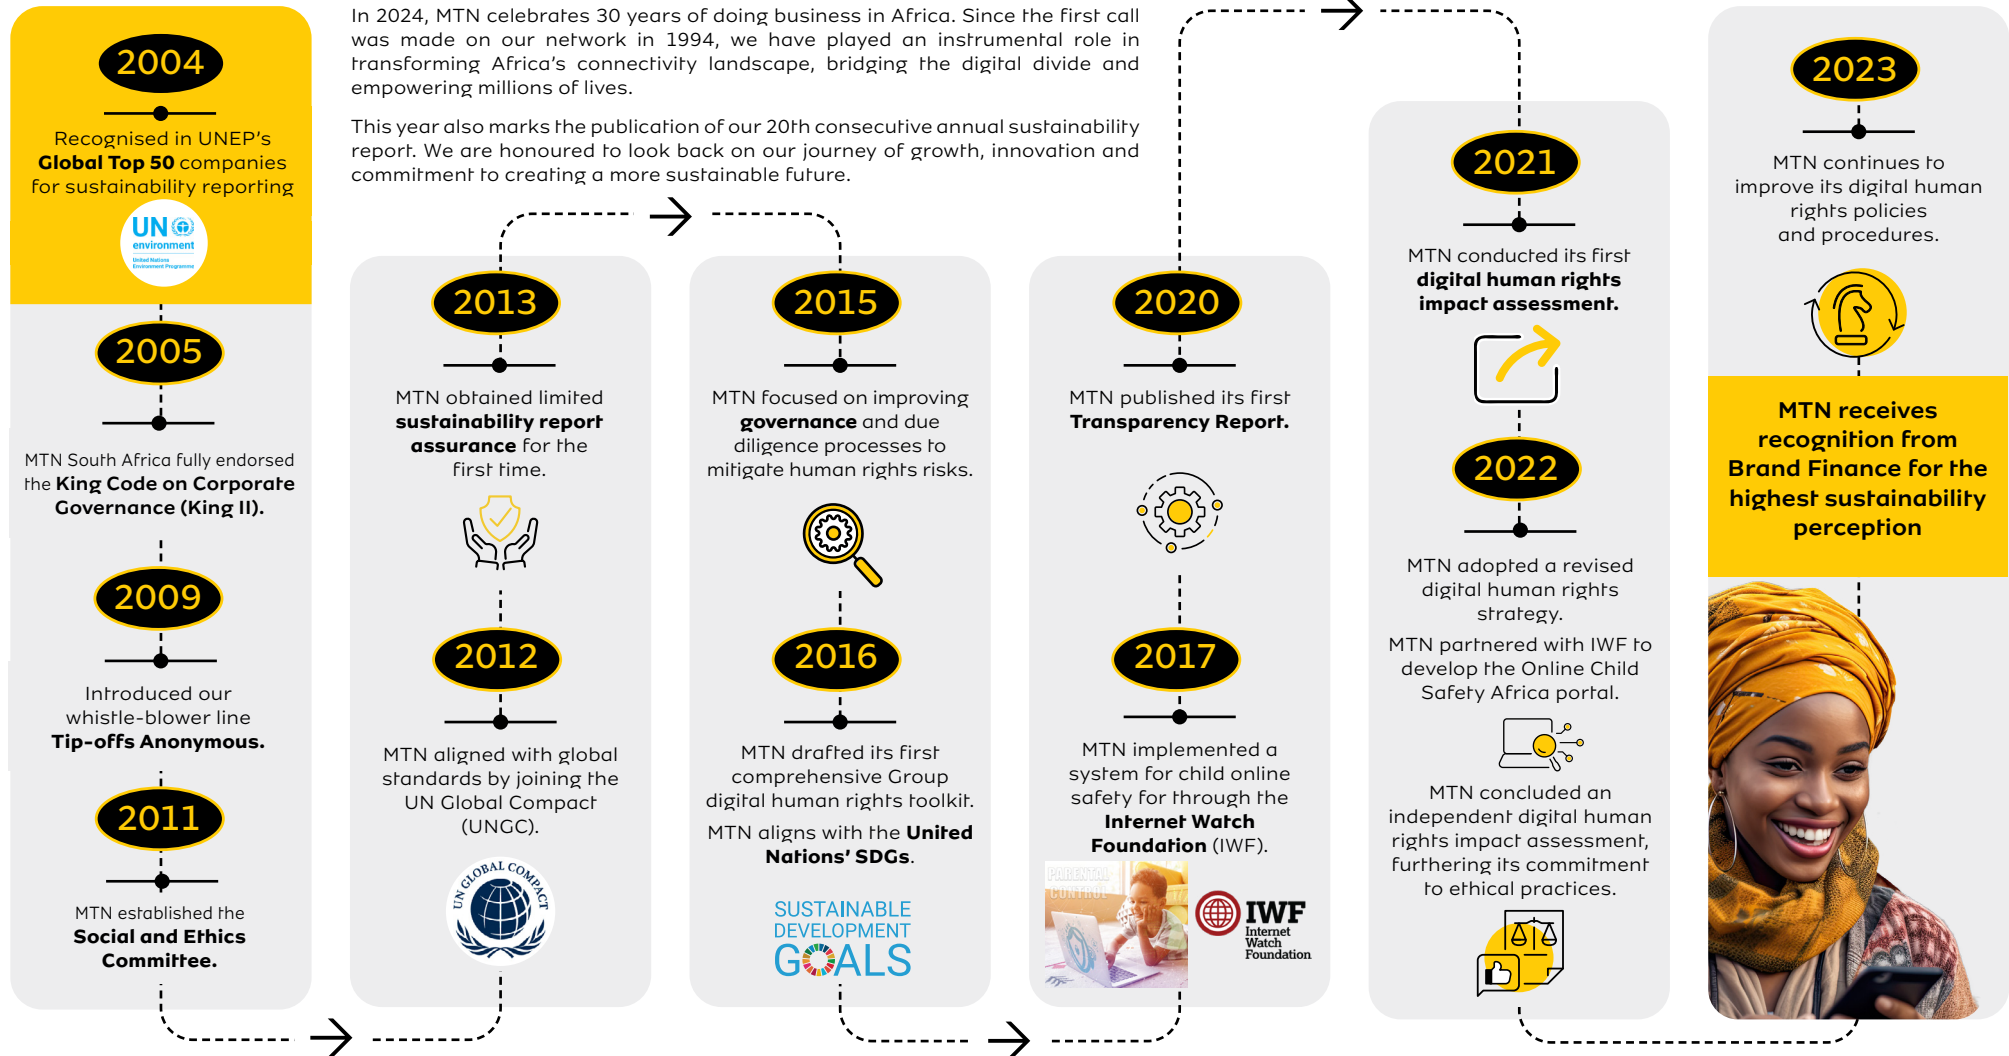 In 2024, MTN celebrates 30 years of doing business in Africa. Since the first call
was made on our network in 1994, we have played an instrumental role in
transforming Africa's connectivity landscape, bridging the digital divide and
empowering millions of lives.
This year also marks the publication of our 20th consecutive annual sustainability
report. We are honoured to look back on our journey of growth, innovation and
commitment to creating a more sustainable future.
2004
Recognised in UNEP's
Global Top 50 companies
for sustainability reporting
UN
environment
United Nations
Environment Programme
2005
MTN South Africa fully endorsed
the King Code on Corporate
Governance (King II).
2009
Introduced our
whistle-blower line
Tip-offs Anonymous.
2011
MTN established the
Social and Ethics
Committee.
2013
MTN obtained limited
sustainability report
assurance for the
first time.
2012
MTN aligned with global
standards by joining the
UN Global Compact
(UNGC).
UN GLOBAL COMPACT
2015
MTN focused on improving
governance and due
diligence processes to
mitigate human rights risks.
2016
MTN drafted its first
comprehensive Group
digital human rights toolkit.
MTN aligns with the United
Nations' SDGs.
SUSTAINABLE
DEVELOPMENT
GOALS
2020
MTN published its first
Transparency Report.
2017
MTN implemented a
system for child online
safety for through the
Internet Watch
Foundation (IWF).
PARENTAL
CONTROL
IWF
Internet
Watch
Foundation
2021
MTN conducted its first
digital human rights
impact assessment.
2022
MTN adopted a revised
digital human rights
strategy.
MTN partnered with IWF to
develop the Online Child
Safety Africa portal.
MTN concluded an
independent digital human
rights impact assessment,
furthering its commitment
to ethical practices.
2023
MTN continues to
improve its digital human
rights policies
and procedures.
MTN receives
recognition from
Brand Finance for the
highest sustainability
perception